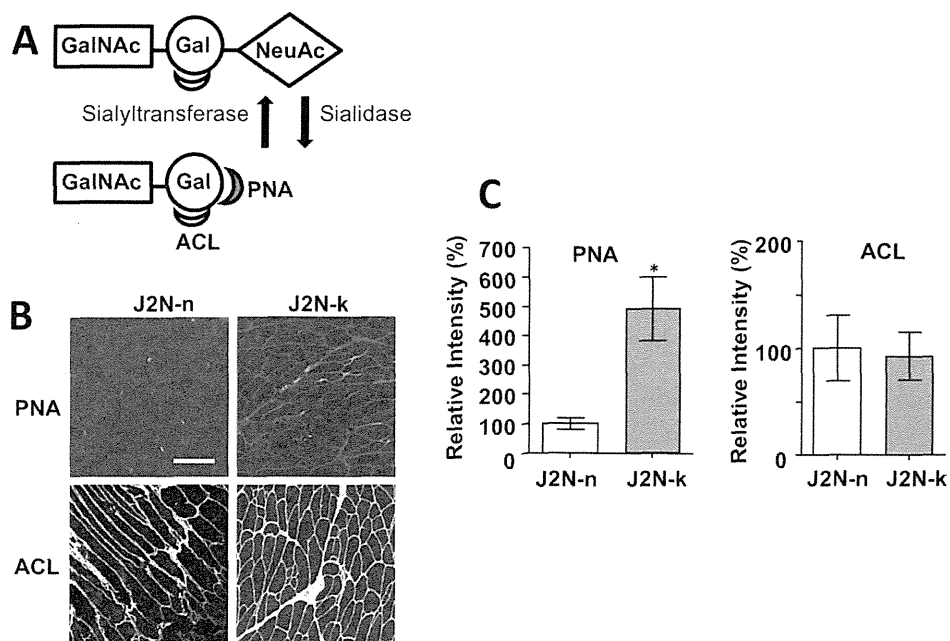 A
GalNAc Gal NeuAc
Sialyltransferase Sialidase
GalNAc Gal PNA
ACL
B
J2N-n J2N-k
PNA
ACL
C
PNA
Relative Intensity (%)
700
600
500
400
300
200
100
0
*
J2N-n J2N-k
ACL
Relative Intensity (%)
200
100
0
J2N-n J2N-k